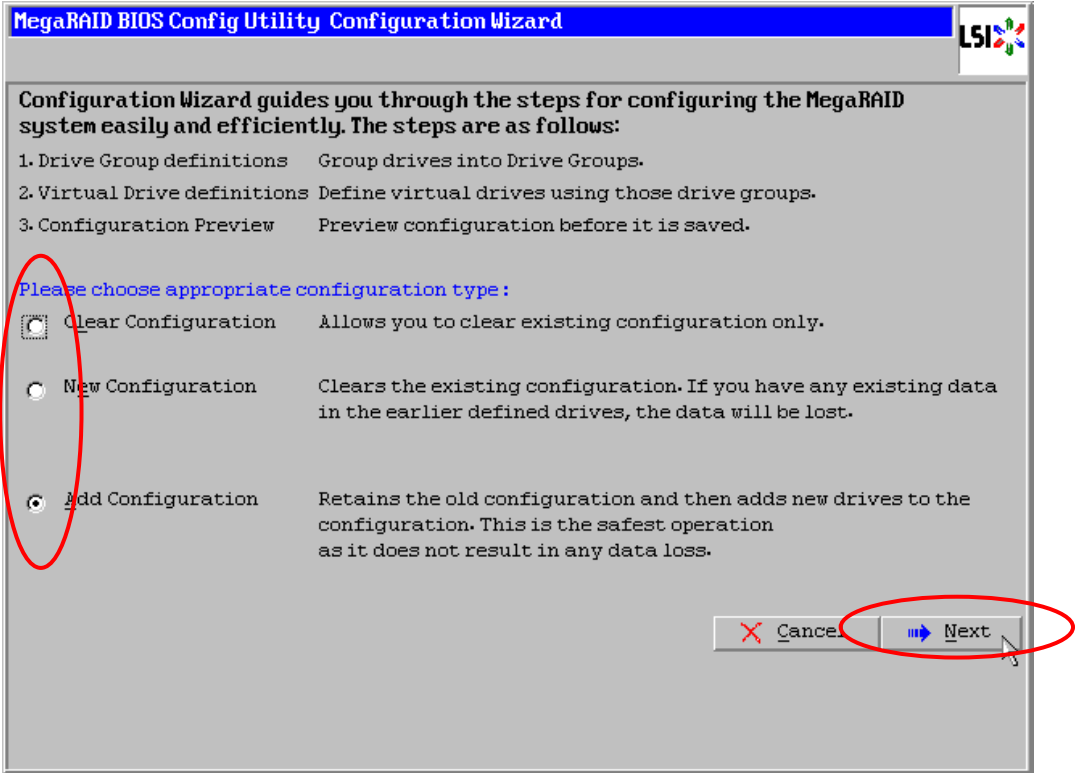 MegaRAID BIOS Config Utility Configuration Wizard
LSI
Configuration Wizard guides you through the steps for configuring the MegaRAID
system easily and efficiently. The steps are as follows:
1. Drive Group definitions Group drives into Drive Groups.
2. Virtual Drive definitions Define virtual drives using those drive groups.
3. Configuration Preview Preview configuration before it is saved.
Please choose appropriate configuration type:
Clear Configuration Allows you to clear existing configuration only.
New Configuration Clears the existing configuration. If you have any existing data
in the earlier defined drives, the data will be lost.
Add Configuration Retains the old configuration and then adds new drives to the
configuration. This is the safest operation
as it does not result in any data loss.
Cancel Next